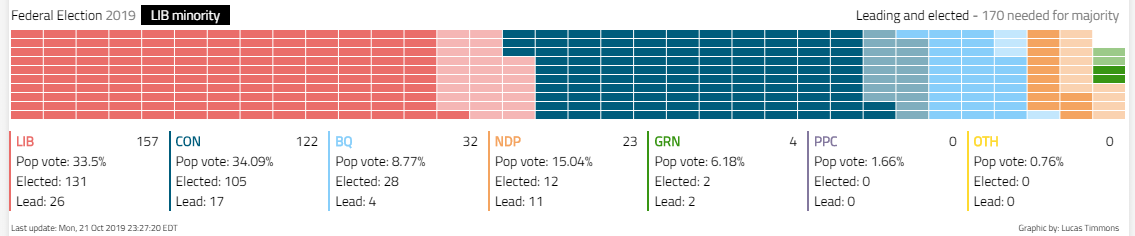 Federal Election 2019 LIB minority Leading and elected - 170 needed for majority
LIB 157 CON 122 BQ 32 NDP 23 GRN 4 PPC 0 OTH 0
Pop vote: 33.5% Pop vote: 34.09% Pop vote: 8.77% Pop vote: 15.04% Pop vote: 6.18% Pop vote: 1.66% Pop vote: 0.76%
Elected: 131 Elected: 105 Elected: 28 Elected: 12 Elected: 2 Elected: 0 Elected: 0
Lead: 26 Lead: 17 Lead: 4 Lead: 11 Lead: 2 Lead: 0 Lead: 0
Last update: Mon, 21 Oct 2019 23:27:20 EDT Graphic by: Lucas Timmons